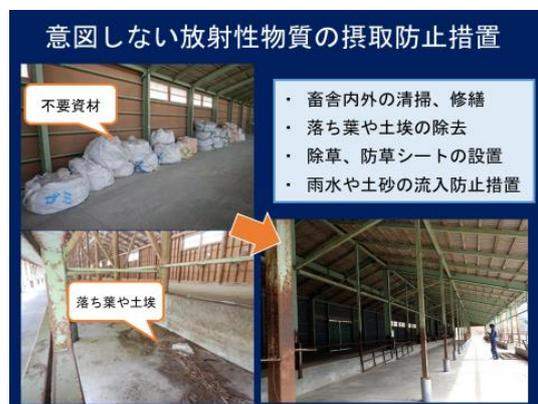 意図しない放射性物質の摂取防止措置
不要資材
ゴミ
落ち葉や土埃
・ 畜舎内外の清掃、修繕
・ 落ち葉や土埃の除去
・ 除草、防草シートの設置
・ 雨水や土砂の流入防止措置